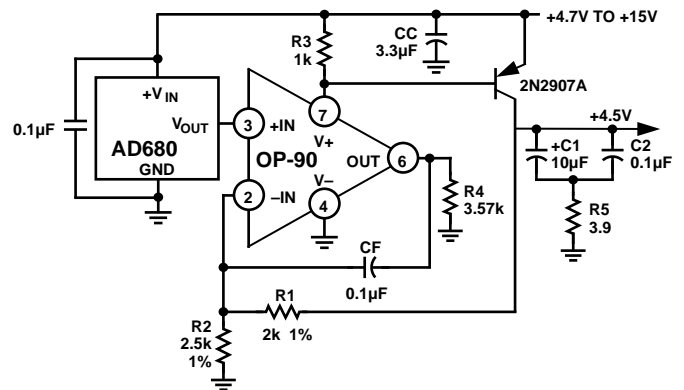 +4.7V TO +15V
R3
1k
CC
3.3µF
2N2907A
+VIN
0.1µF
VOUT
AD680
GND
3
+IN
7
V+
OP-90
OUT
6
2
–IN
V–
4
+4.5V
+C1
10µF
C2
0.1µF
R4
3.57k
R5
3.9
CF
0.1µF
R1
2k 1%
R2
2.5k
1%